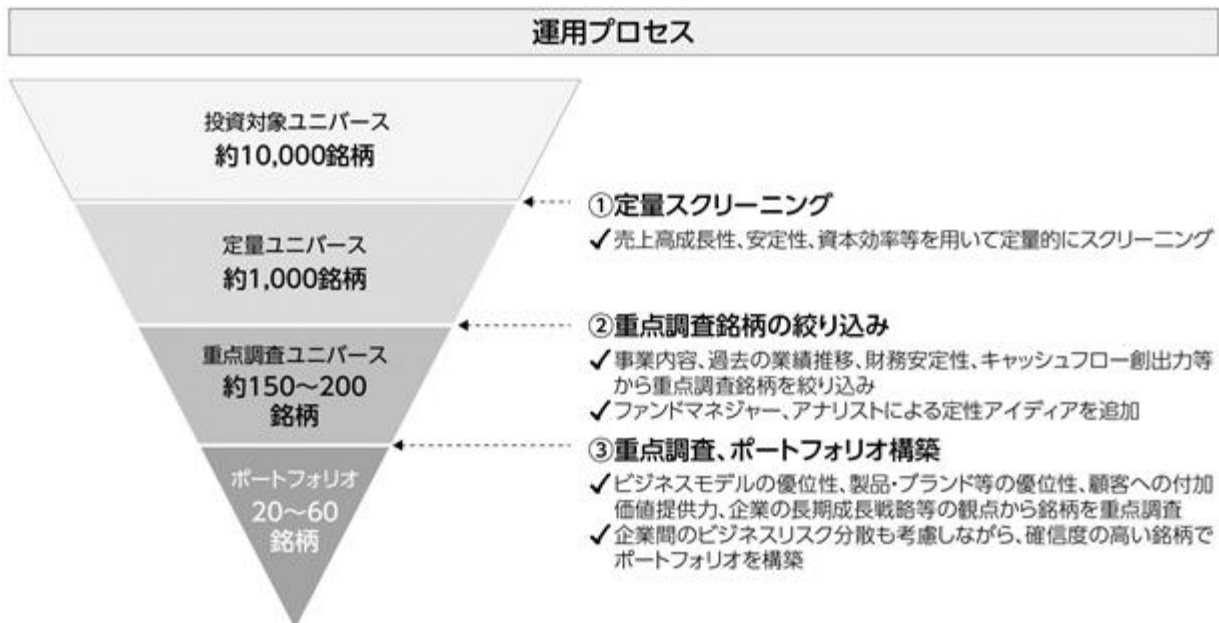 運用プロセス
投資対象ユニバース
約10,000銘柄
定量ユニバース
約1,000銘柄
重点調査ユニバース
約150～200
銘柄
ポートフォリオ
20～60
銘柄
①定量スクリーニング
✓売上高成長性、安定性、資本効率等を用いて定量的にスクリーニング
②重点調査銘柄の絞り込み
✓事業内容、過去の業績推移、財務安定性、キャッシュフロー創出力等
から重点調査銘柄を絞り込み
✓ファンドマネジャー、アナリストによる定性アイディアを追加
③重点調査、ポートフォリオ構築
✓ビジネスモデルの優位性、製品・ブランド等の優位性、顧客への付加
価値提供力、企業の長期成長戦略等の観点から銘柄を重点調査
✓企業間のビジネスリスク分散も考慮しながら、確信度の高い銘柄で
ポートフォリオを構築